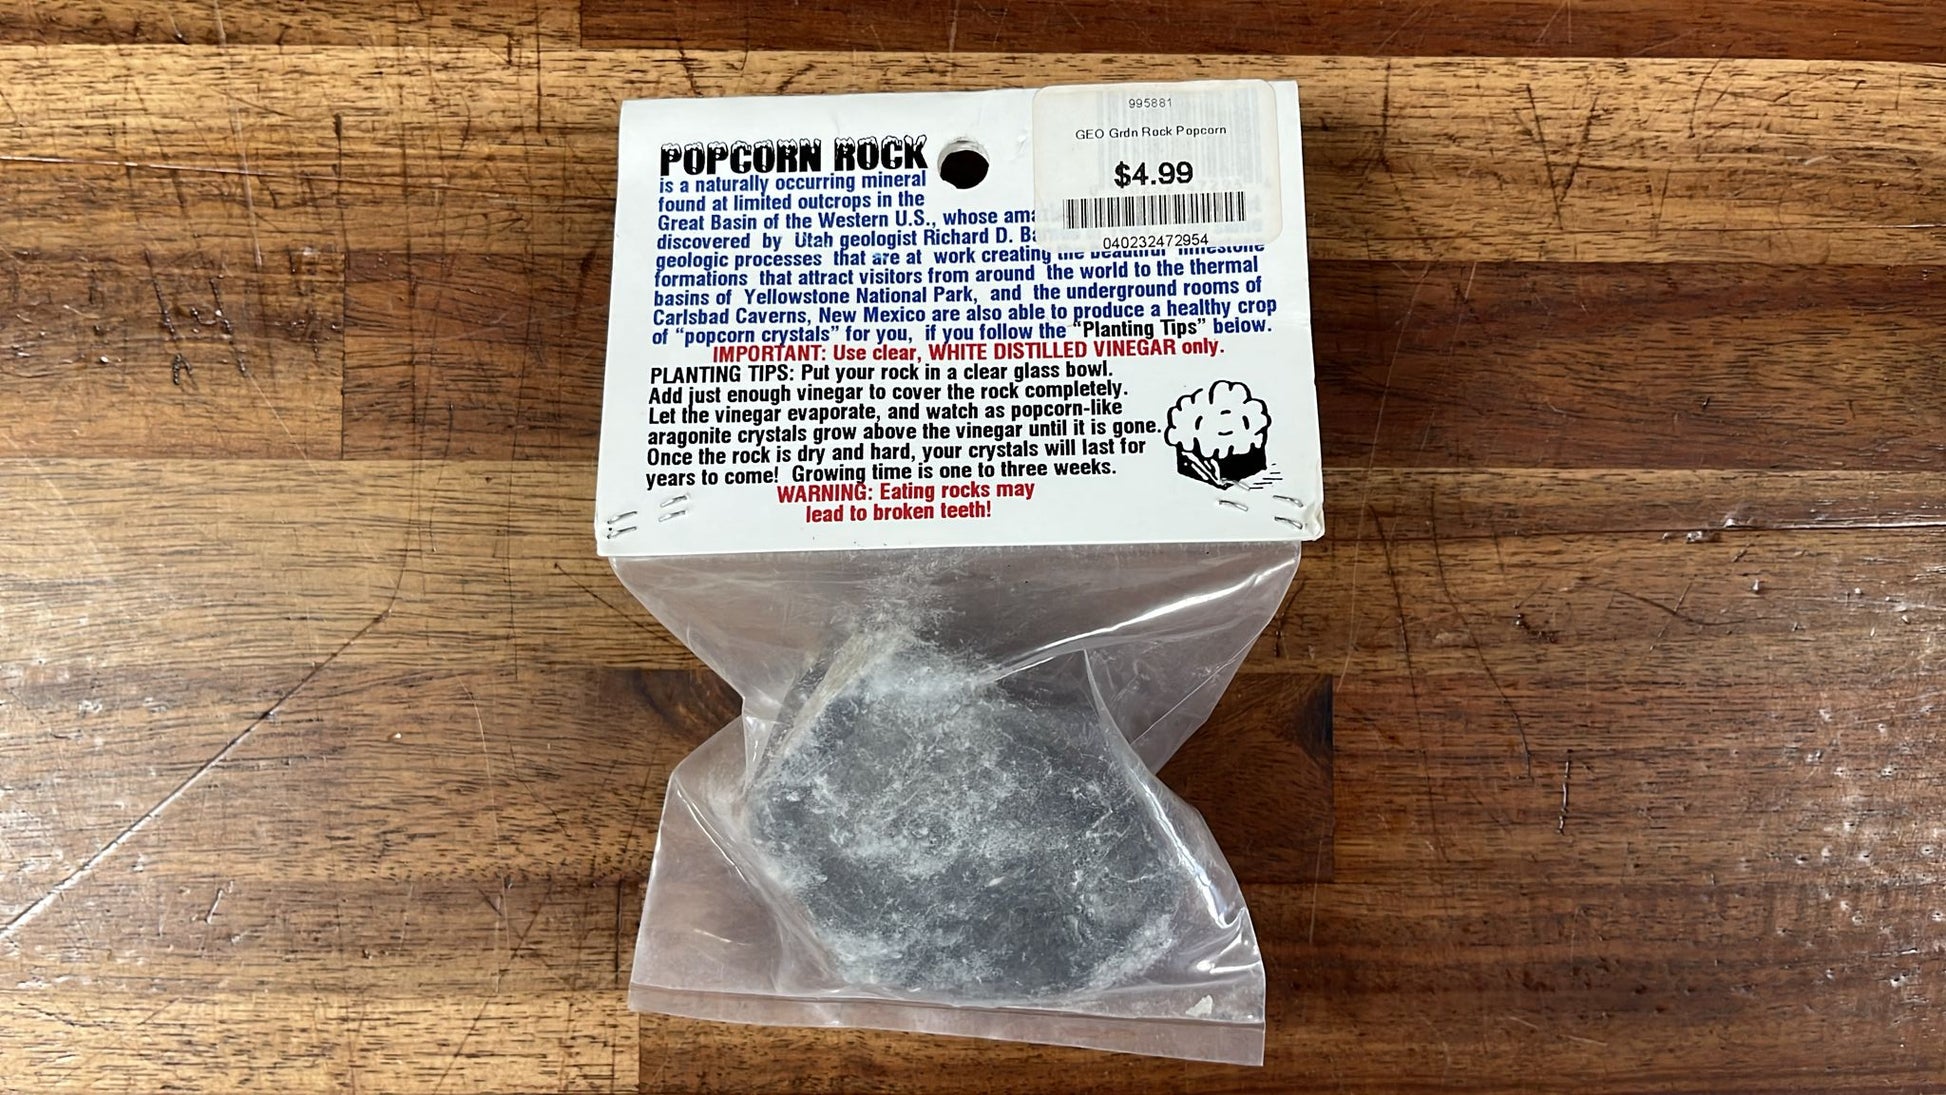 POPCORN ROCK
is a naturally occurring mineral
found at limited outcrops in the
Great Basin of the Western U.S., whose
discovered by Utah geologist Richard D.
geologic processes that are at work creating the beautiful limestone
formations that attract visitors from around the world to the thermal
basins of Yellowstone National Park, and the underground rooms of
Carlsbad Caverns, New Mexico are also able to produce a healthy crop
of “popcorn crystals” for you, if you follow the “Planting Tips” below.
IMPORTANT: Use clear, WHITE DISTILLED VINEGAR only.
PLANTING TIPS: Put your rock in a clear glass bowl.
Add just enough vinegar to cover the rock completely.
Let the vinegar evaporate, and watch as popcorn-like
aragonite crystals grow above the vinegar until it is gone.
Once the rock is dry and hard, your crystals will last for
years to come! Growing time is one to three weeks.
WARNING: Eating rocks may
lead to broken teeth!
995881
GEO Grdn Rock Popcorn
$4.99
040232472954